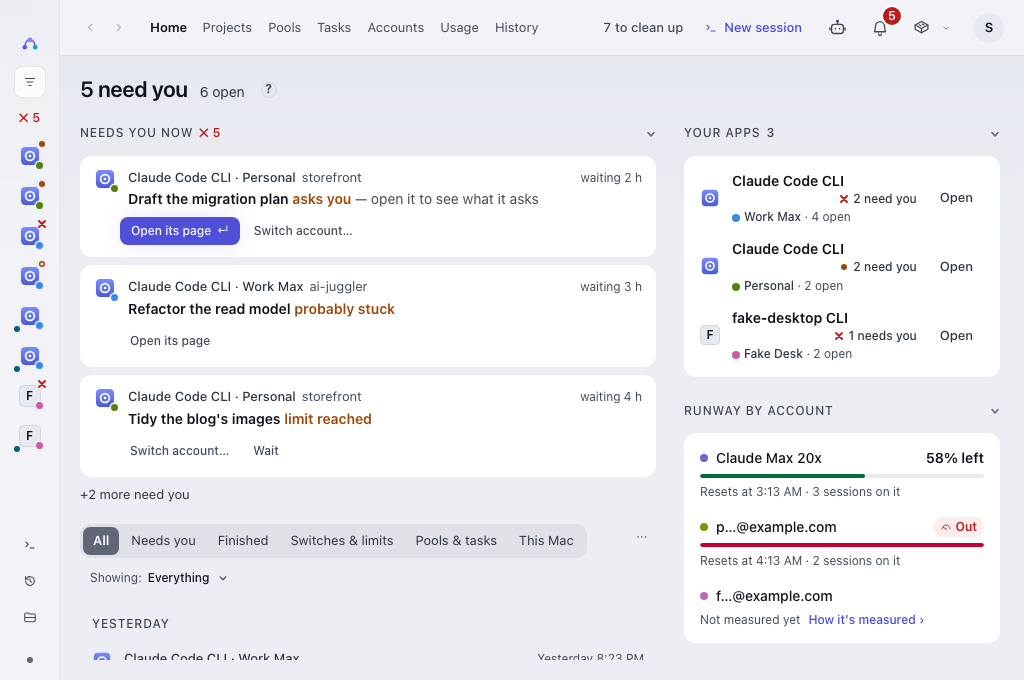 Home Projects Pools Tasks Accounts Usage History 7 to clean up New session 5 S
5
5 need you 6 open ?
NEEDS YOU NOW 5
Claude Code CLI · Personal storefront waiting 2 h
Draft the migration plan asks you — open it to see what it asks
Open its page ↵ Switch account…
Claude Code CLI · Work Max ai-juggler waiting 3 h
Refactor the read model probably stuck
Open its page
Claude Code CLI · Personal storefront waiting 4 h
Tidy the blog's images limit reached
Switch account… Wait
+2 more need you
All Needs you Finished Switches & limits Pools & tasks This Mac ···
Showing: Everything
YESTERDAY
Claude Code CLI · Work Max Yesterday 8:23 PM
YOUR APPS 3
Claude Code CLI
2 need you Open
Work Max · 4 open
Claude Code CLI
2 need you Open
Personal · 2 open
F fake-desktop CLI
1 needs you Open
Fake Desk · 2 open
RUNWAY BY ACCOUNT
Claude Max 20x 58% left
Resets at 3:13 AM · 3 sessions on it
p...@example.com Out
Resets at 4:13 AM · 2 sessions on it
f...@example.com
Not measured yet How it's measured ›
F
F